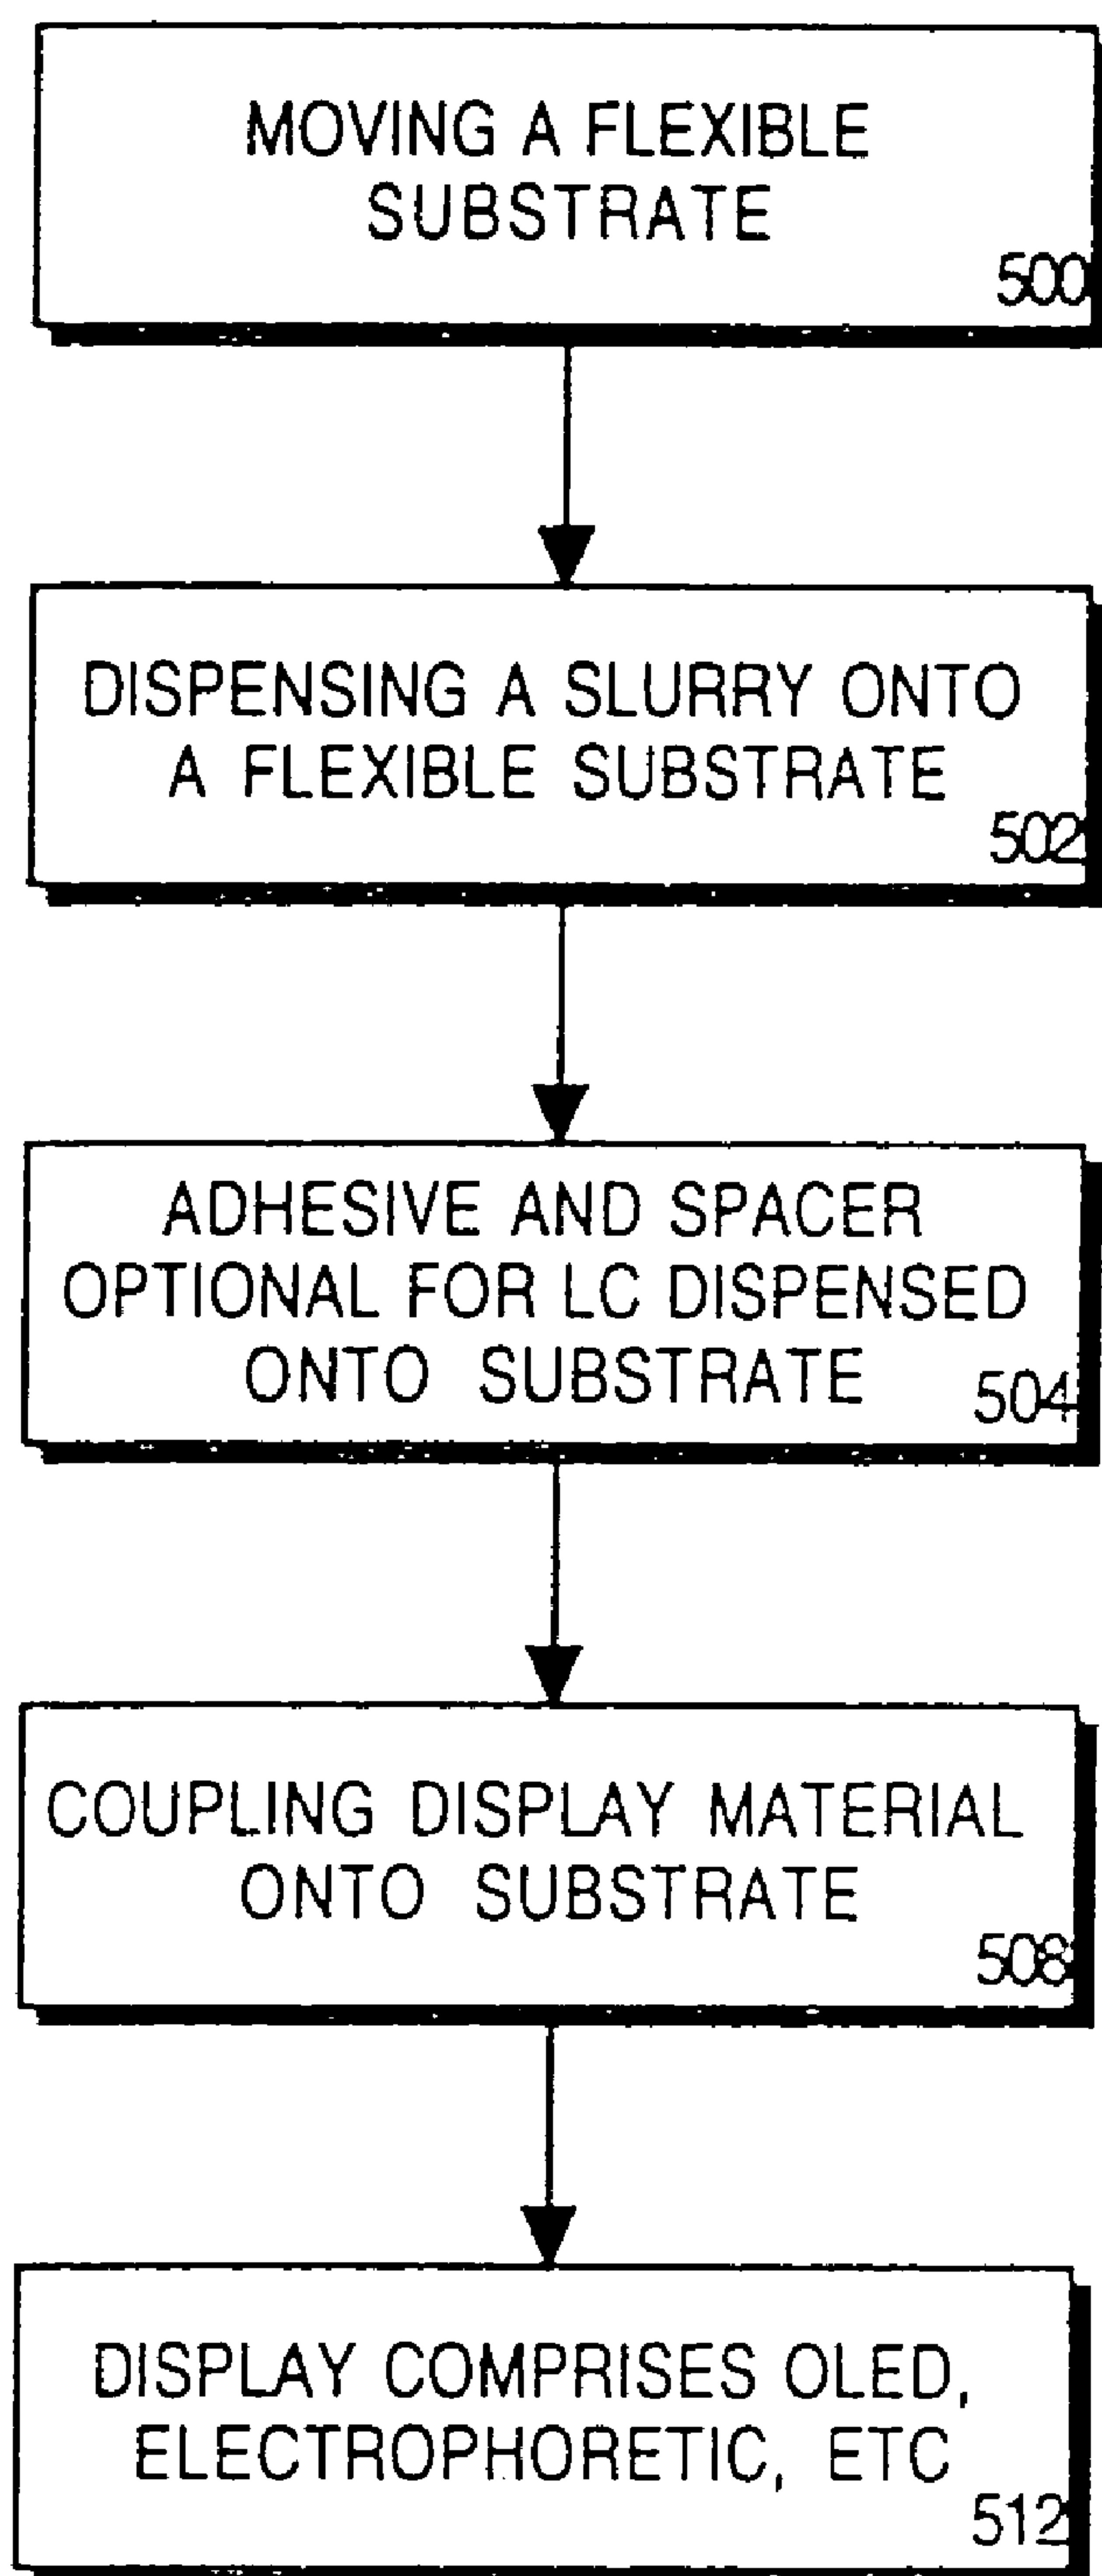 MOVING A FLEXIBLE
SUBSTRATE
500
DISPENSING A SLURRY ONTO
A FLEXIBLE SUBSTRATE
502
ADHESIVE AND SPACER
OPTIONAL FOR LC DISPENSED
ONTO SUBSTRATE
504
COUPLING DISPLAY MATERIAL
ONTO SUBSTRATE
508
DISPLAY COMPRISES OLED,
ELECTROPHORETIC, ETC
512